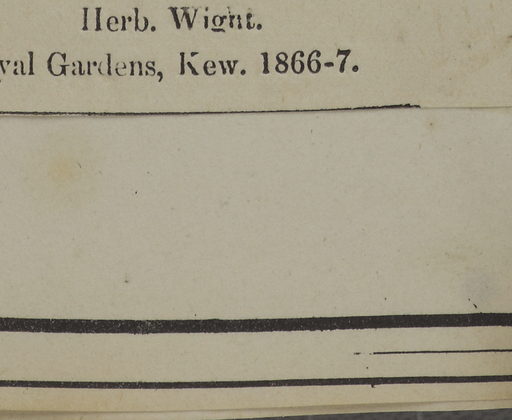 Herb. Wight.
yal Gardens, Kew. 1866-7.